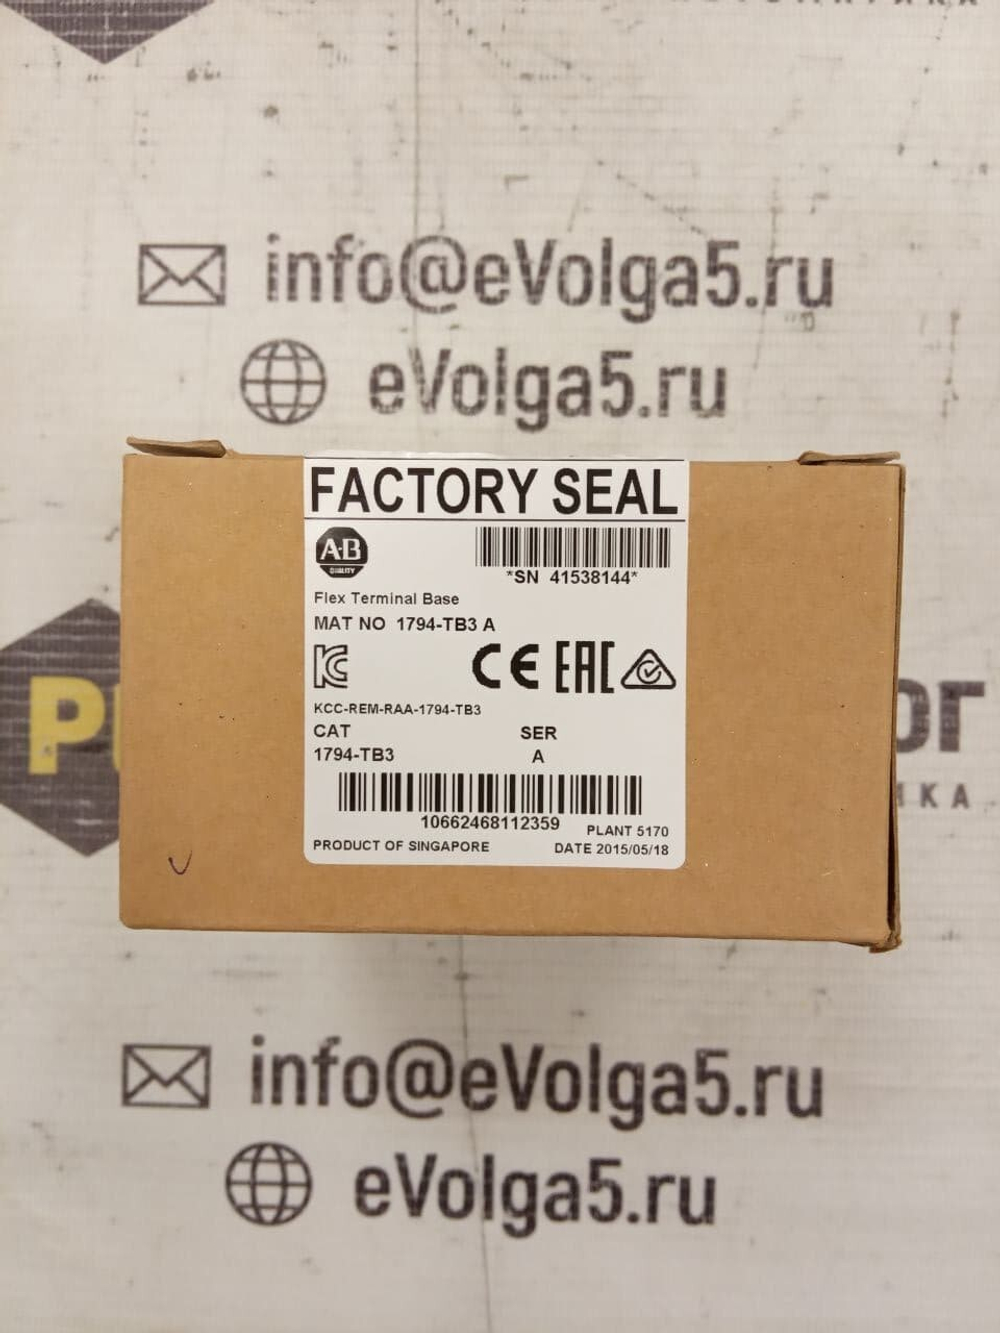 info@eVolga5.ru
eVolga5.ru
FACTORY SEAL
A-B
QUALITY
*SN 41538144*
Flex Terminal Base
MAT NO 1794-TB3 A
CE EAC
KCC-REM-RAA-1794-TB3
CAT SER
1794-TB3 A
10662468112359
PLANT 5170
PRODUCT OF SINGAPORE DATE 2015/05/18
info@eVolga5.ru
eVolga5.ru